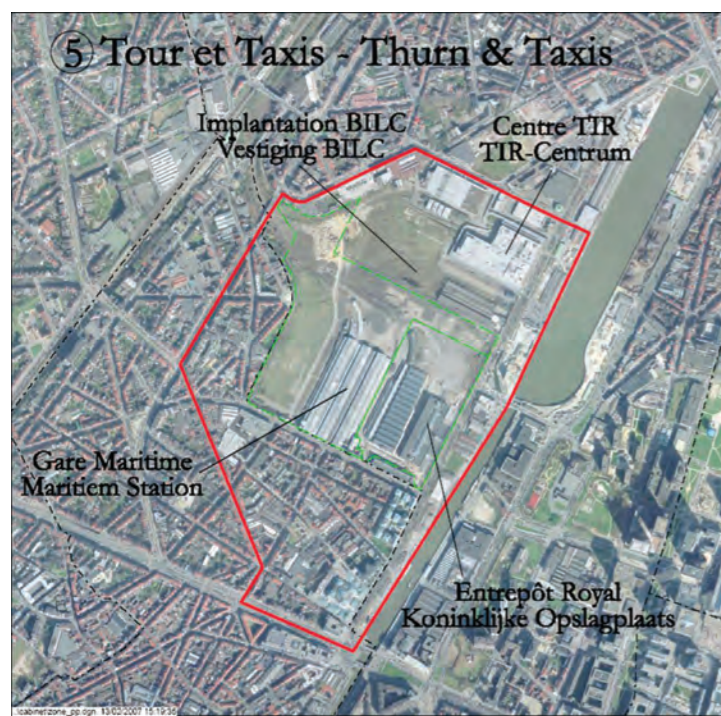 ⑤ Tour et Taxis - Thurn & Taxis
Implantation BILC
Vestiging BILC
Centre TIR
TIR-Centrum
Gare Maritime
Maritiem Station
Entrepôt Royal
Koninklijke Opslagplaats